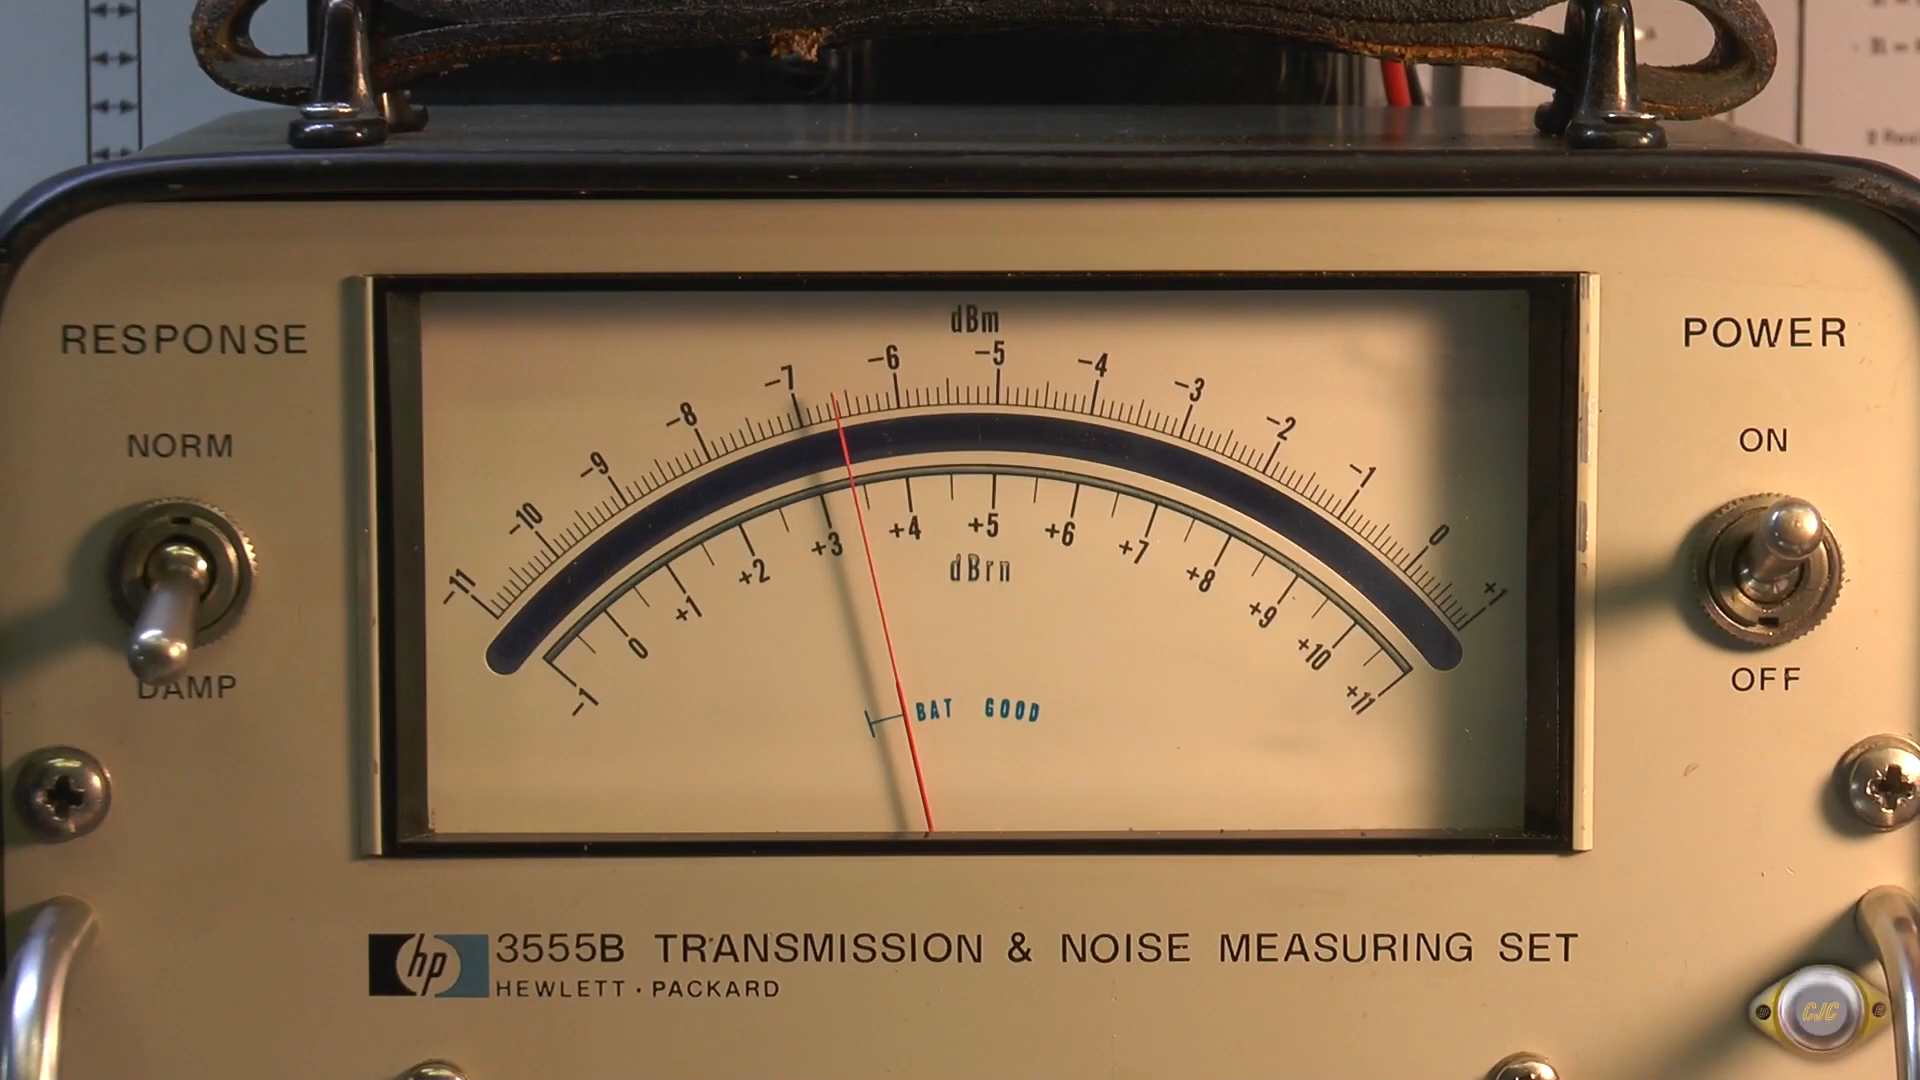 RESPONSE
NORM
DAMP
POWER
ON
OFF
dBm
-11 -10 -9 -8 -7 -6 -5 -4 -3 -2 -1 0 +1
-1 0 +1 +2 +3 +4 +5 +6 +7 +8 +9 +10 +11
dBrn
BAT GOOD
hp 3555B TRANSMISSION & NOISE MEASURING SET
HEWLETT · PACKARD
CJC